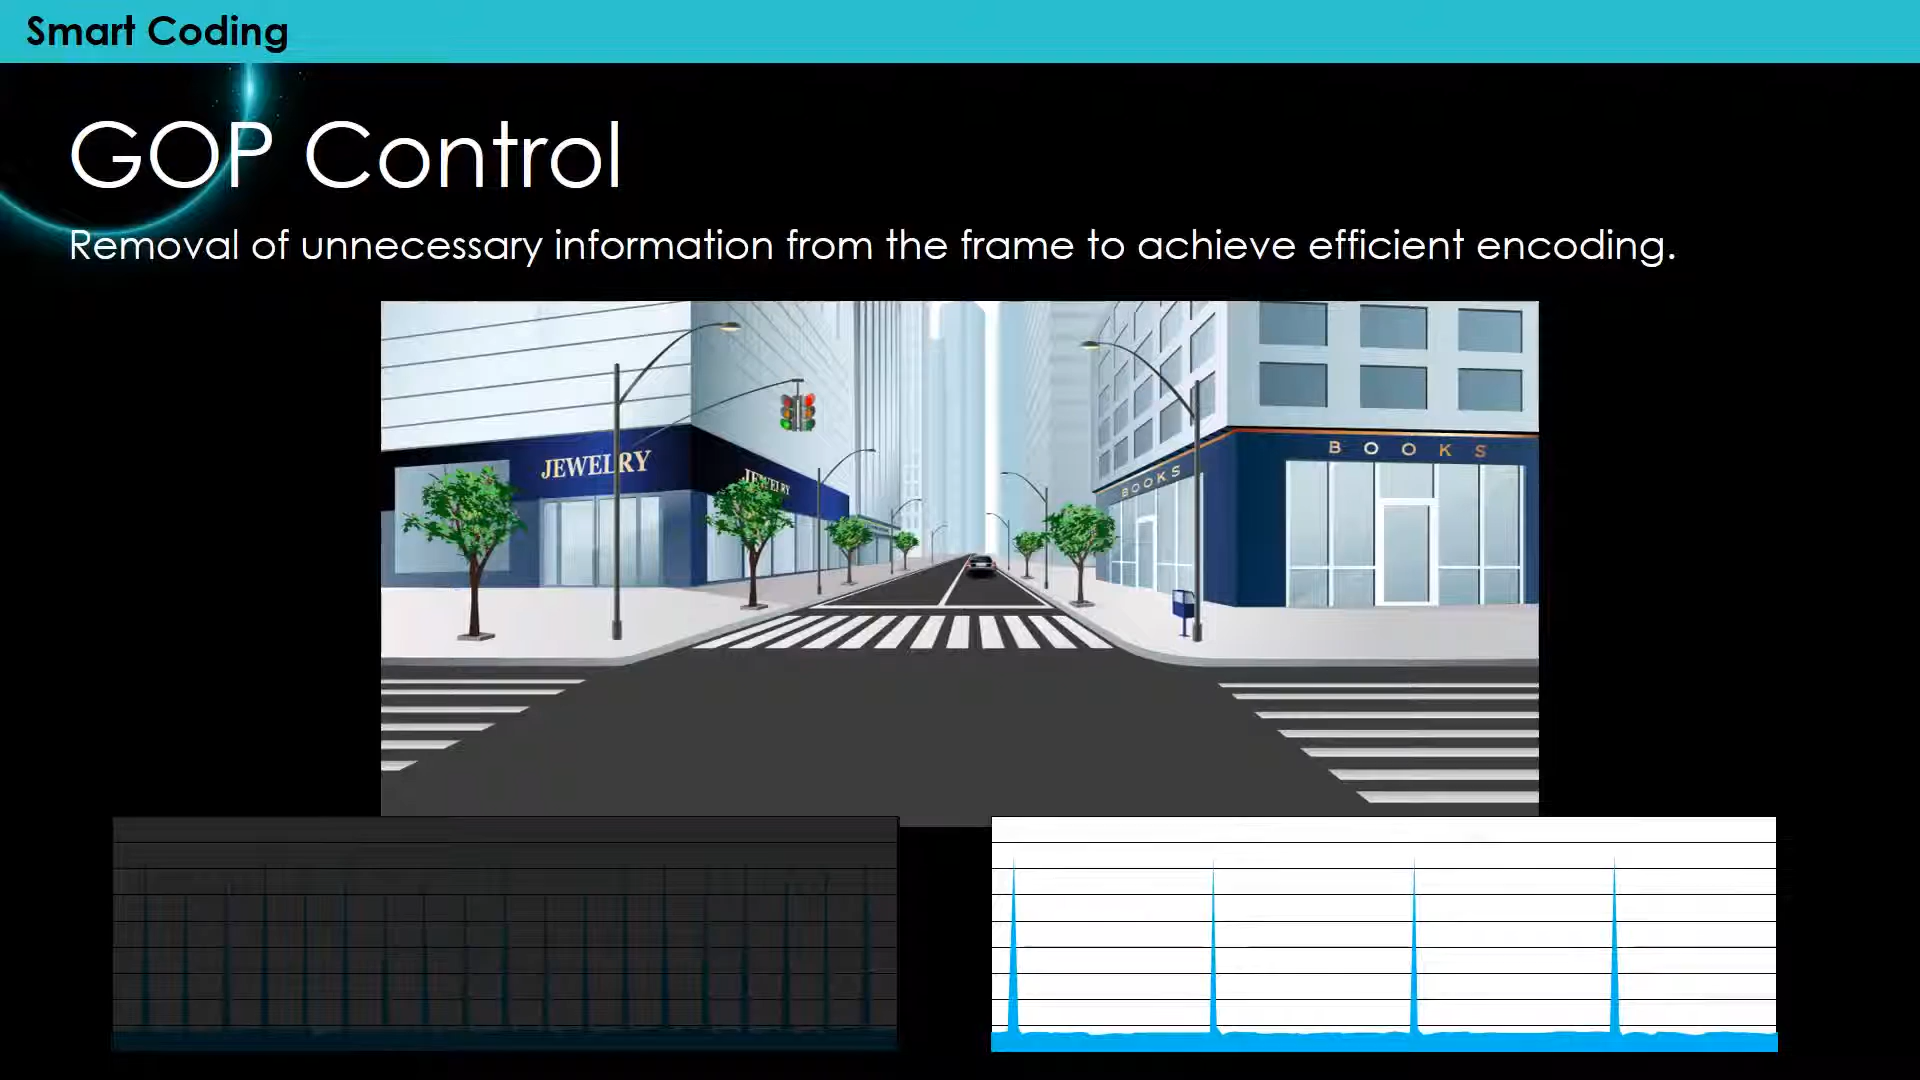 Smart Coding
GOP Control
Removal of unnecessary information from the frame to achieve efficient encoding.
JEWELRY
JEWELRY
BOOKS
BOOKS